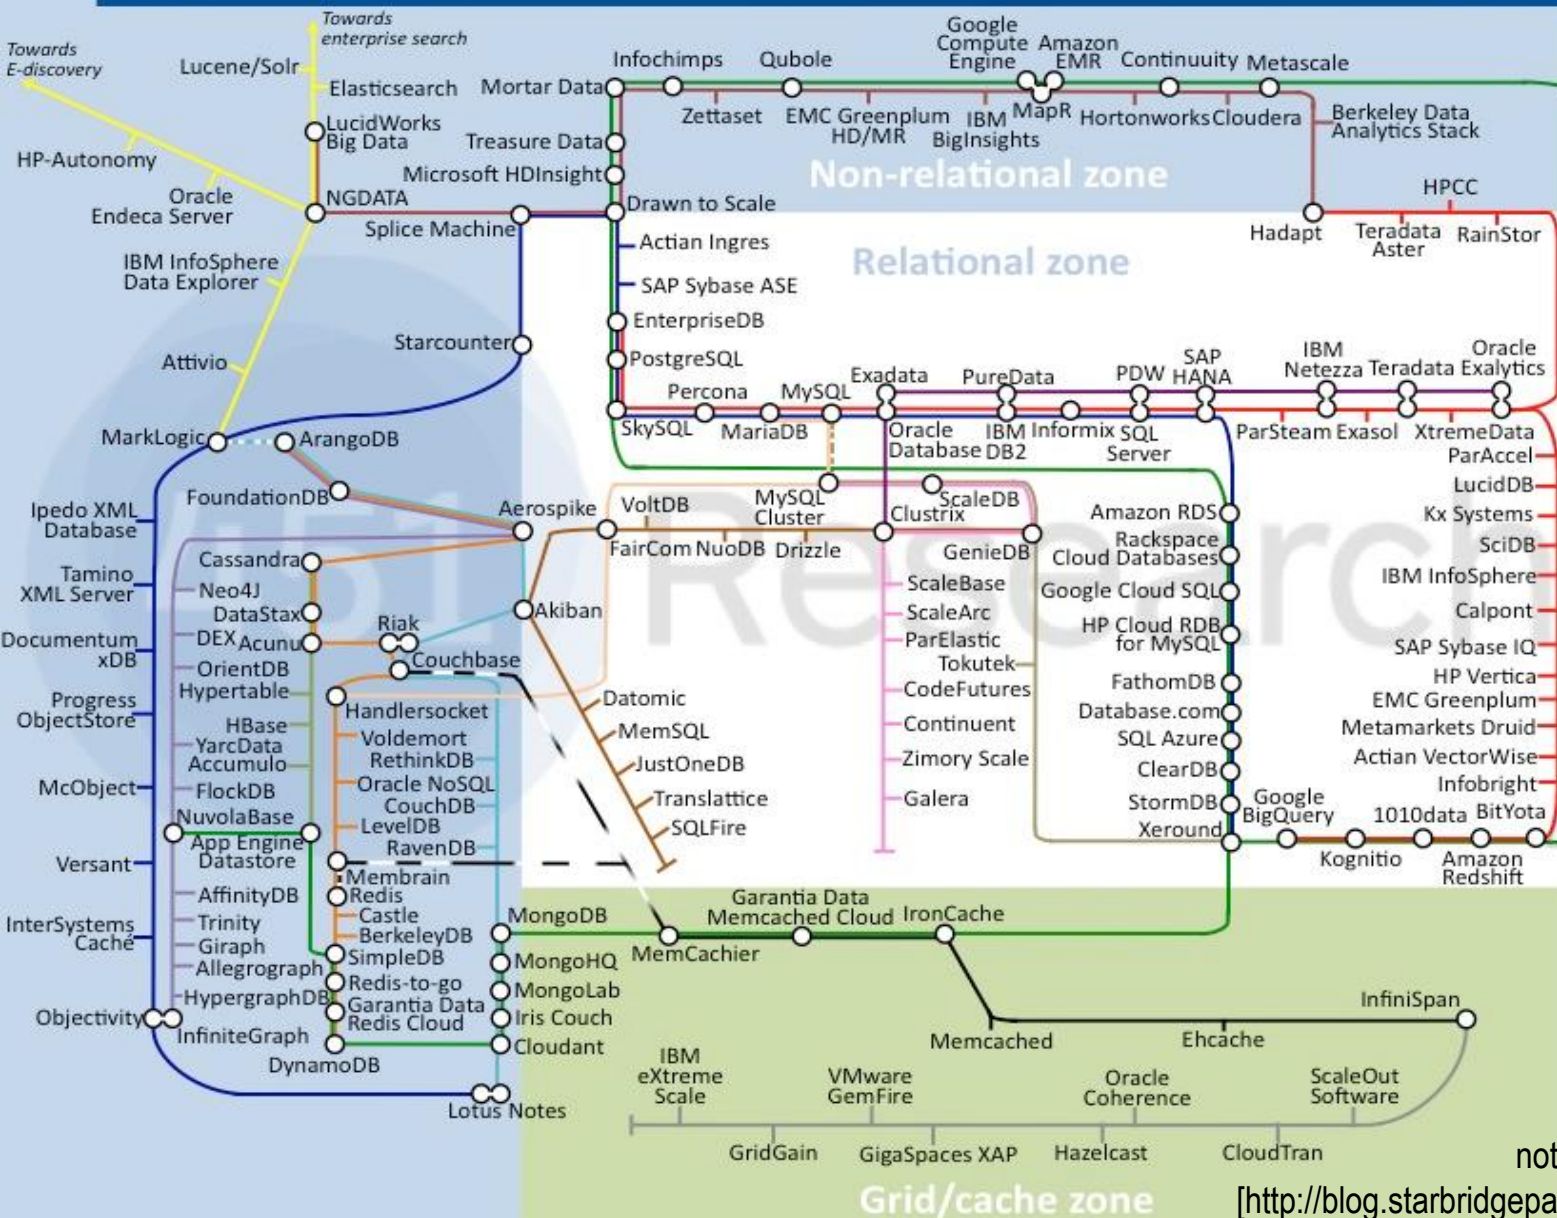 Towards
E-discovery
Towards
enterprise search
Lucene/Solr
Elasticsearch
LucidWorks
Big Data
HP-Autonomy
Oracle
Endeca Server
NGDATA
IBM InfoSphere
Data Explorer
Attivio
MarkLogic
ArangoDB
FoundationDB
Splice Machine
Starcounter
Mortar Data
Treasure Data
Microsoft HDInsight
Drawn to Scale
Infochimps
Qubole
Google
Compute
Engine
Amazon
EMR
Continuuity
Metascale
Zettaset
EMC Greenplum
HD/MR
IBM
BigInsights
MapR
Hortonworks
Cloudera
Berkeley Data
Analytics Stack
Non-relational zone
Hadapt
Teradata
Aster
HPCC
RainStor
Relational zone
Actian Ingres
SAP Sybase ASE
EnterpriseDB
PostgreSQL
SkySQL
Percona
MariaDB
MySQL
Exadata
Oracle
Database
PureData
IBM
DB2
Informix
PDW
SQL
Server
SAP
HANA
ParSteam
IBM
Netezza
Exasol
Teradata
XtremeData
Oracle
Exalytics
ParAccel
LucidDB
Kx Systems
SciDB
IBM InfoSphere
Calpont
SAP Sybase IQ
HP Vertica
EMC Greenplum
Metamarkets Druid
Actian VectorWise
Infobright
BitYota
451 Research
Ipedo XML
Database
Tamino
XML Server
Documentum
xDB
Progress
ObjectStore
McObject
Versant
InterSystems
Caché
Objectivity
Cassandra
Neo4J
DataStax
DEX
Acunu
OrientDB
Hypertable
HBase
YarcData
Accumulo
FlockDB
NuvolaBase
App Engine
Datastore
AffinityDB
Trinity
Giraph
Allegrograph
HypergraphDB
InfiniteGraph
Riak
Couchbase
Handlersocket
Voldemort
RethinkDB
Oracle NoSQL
CouchDB
LevelDB
RavenDB
Membrain
Redis
Castle
BerkeleyDB
SimpleDB
Redis-to-go
Garantia Data
Redis Cloud
DynamoDB
MongoDB
MongoHQ
MongoLab
Iris Couch
Cloudant
Lotus Notes
Aerospike
Akiban
VoltDB
FairCom
NuoDB
Drizzle
MySQL
Cluster
ScaleDB
Clustrix
GenieDB
Datomic
MemSQL
JustOneDB
Translattice
SQLFire
ScaleBase
ScaleArc
ParElastic
Tokutek
CodeFutures
Continuent
Zimory Scale
Galera
Amazon RDS
Rackspace
Cloud Databases
Google Cloud SQL
HP Cloud RDB
for MySQL
FathomDB
Database.com
SQL Azure
ClearDB
StormDB
Xeround
Google
BigQuery
Kognitio
1010data
Amazon
Redshift
MemCachier
Garantia Data
Memcached Cloud
IronCache
Memcached
Ehcache
InfiniSpan
IBM
eXtreme
Scale
GridGain
VMware
GemFire
GigaSpaces XAP
Hazelcast
Oracle
Coherence
CloudTran
ScaleOut
Software
Grid/cache zone
not
[http://blog.starbridgepa